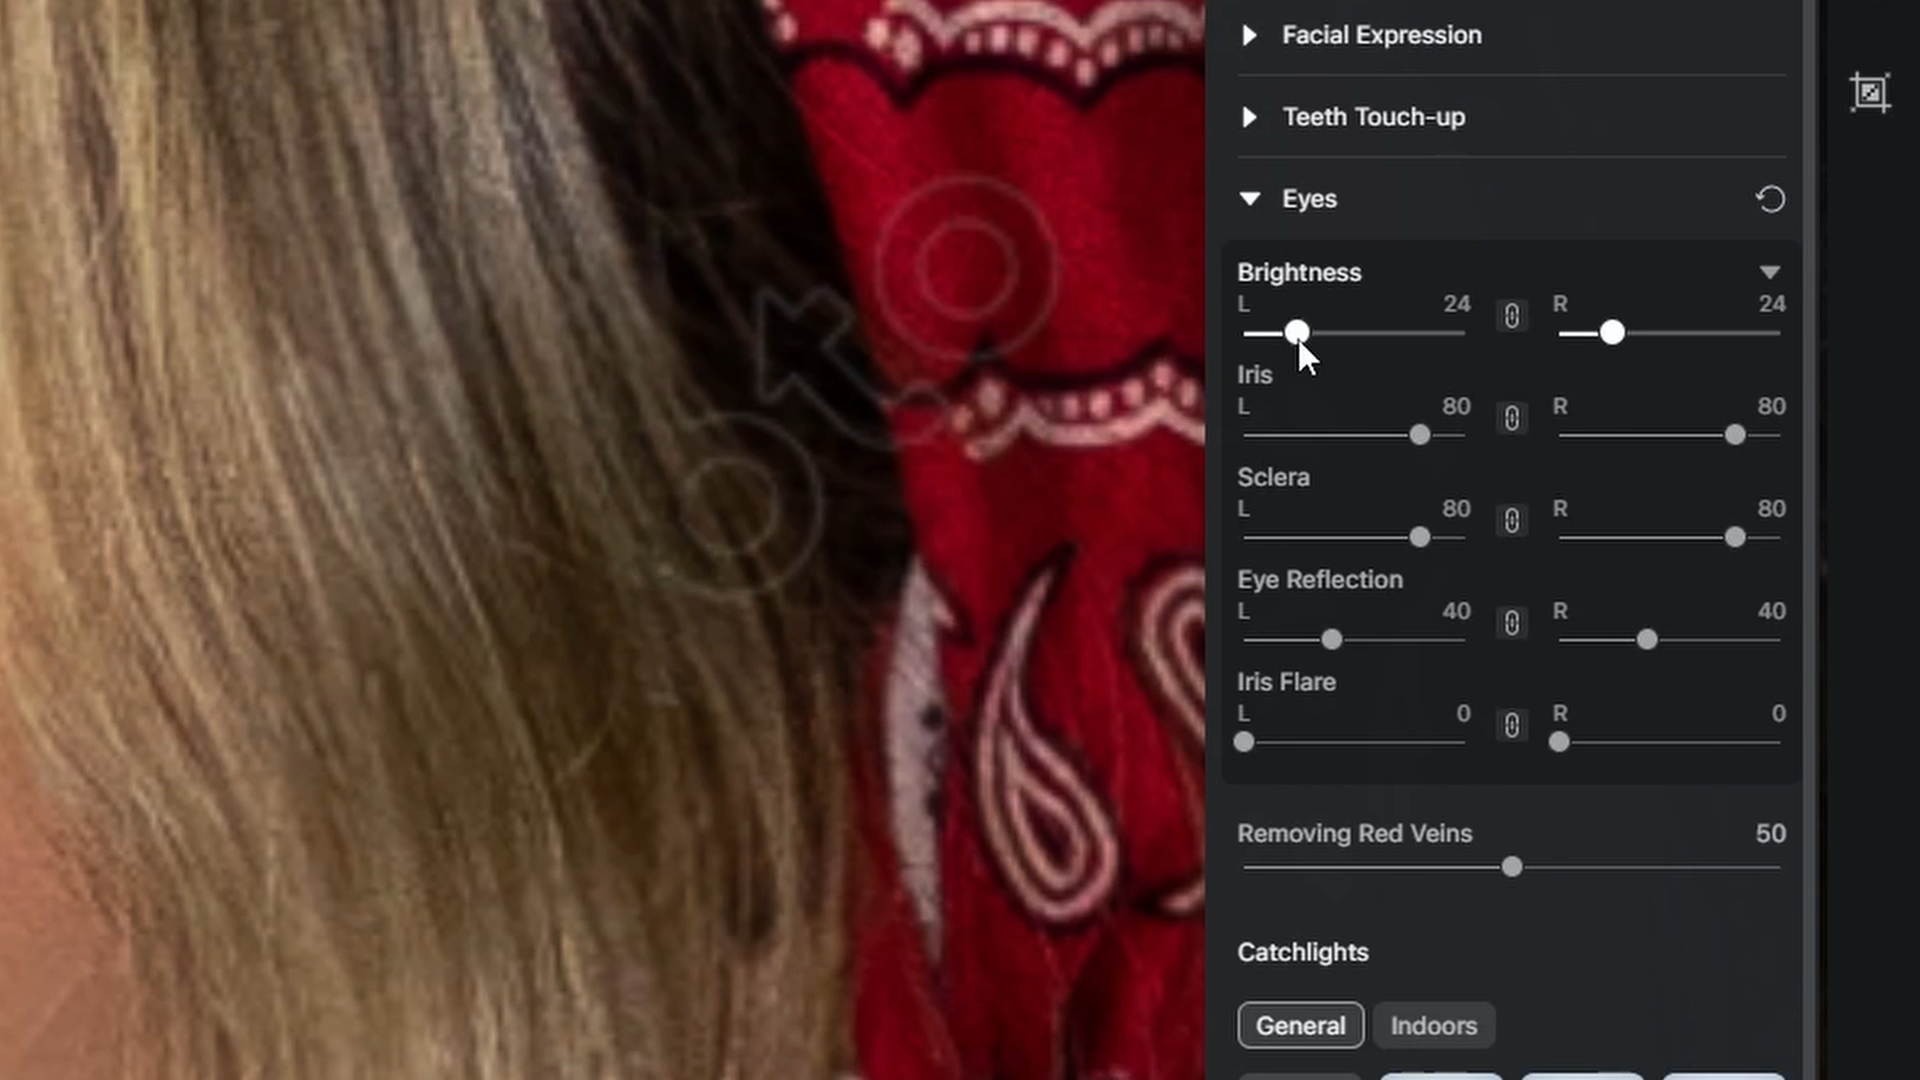 Facial Expression
Teeth Touch-up
Eyes
Brightness
L 24 R 24
Iris
L 80 R 80
Sclera
L 80 R 80
Eye Reflection
L 40 R 40
Iris Flare
L 0 R 0
Removing Red Veins 50
Catchlights
General Indoors